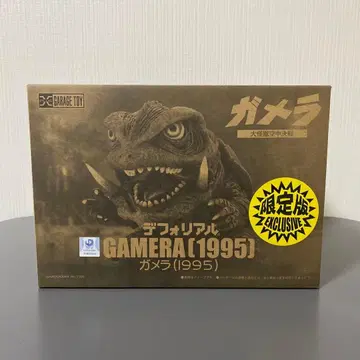 GARAGE TOY
ガメラ
大怪獣空中決戦
限定版
EXCLUSIVE
デフォリアル
GAMERA(1995)
ガメラ(1995)